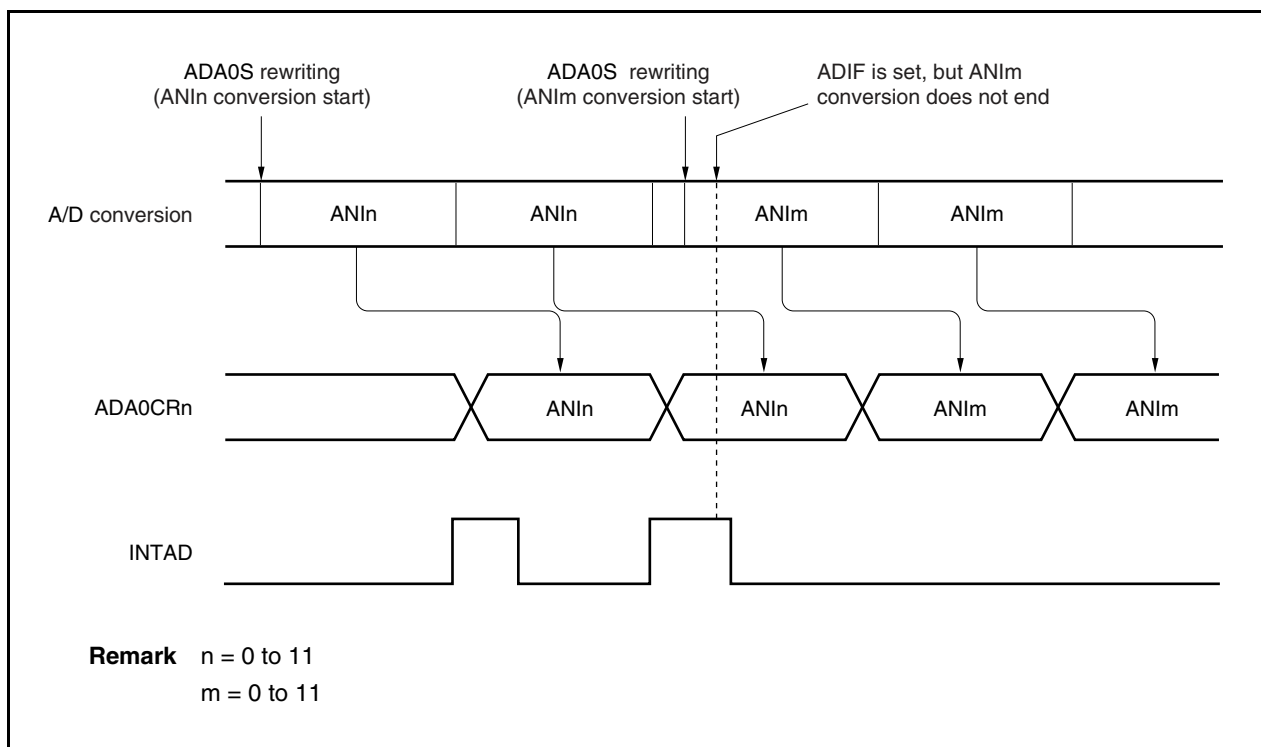 ADA0S rewriting
(ANIn conversion start)
ADA0S rewriting
(ANIm conversion start)
ADIF is set, but ANIm
conversion does not end
A/D conversion
ANIn
ANIn
ANIm
ANIm
ADA0CRn
ANIn
ANIn
ANIm
ANIm
INTAD
Remark n = 0 to 11
m = 0 to 11